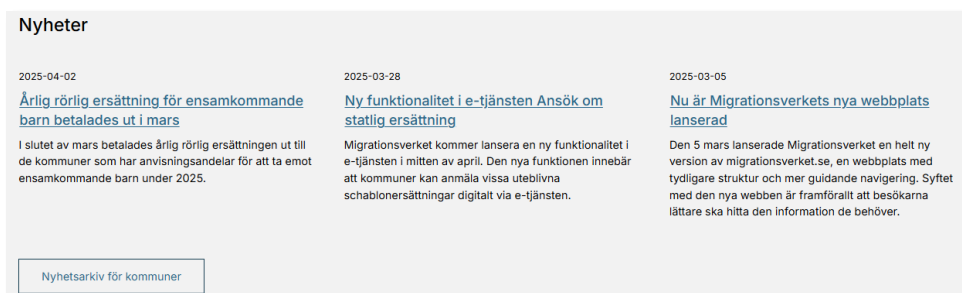 Nyheter
2025-04-02
Årlig rörlig ersättning för ensamkommande
barn betalades ut i mars
I slutet av mars betalades årlig rörlig ersättningen ut till
de kommuner som har anvisningsandelar för att ta emot
ensamkommande barn under 2025.
2025-03-28
Ny funktionalitet i e-tjänsten Ansök om
statlig ersättning
Migrationsverket kommer lansera en ny funktionalitet i
e-tjänsten i mitten av april. Den nya funktionen innebär
att kommuner kan anmäla vissa uteblivna
schablonersättningar digitalt via e-tjänsten.
2025-03-05
Nu är Migrationsverkets nya webbplats
lanserad
Den 5 mars lanserade Migrationsverket en helt ny
version av migrationsverket.se, en webbplats med
tydligare struktur och mer guidande navigering. Syftet
med den nya webben är framförallt att besökarna
lättare ska hitta den information de behöver.
Nyhetsarkiv för kommuner